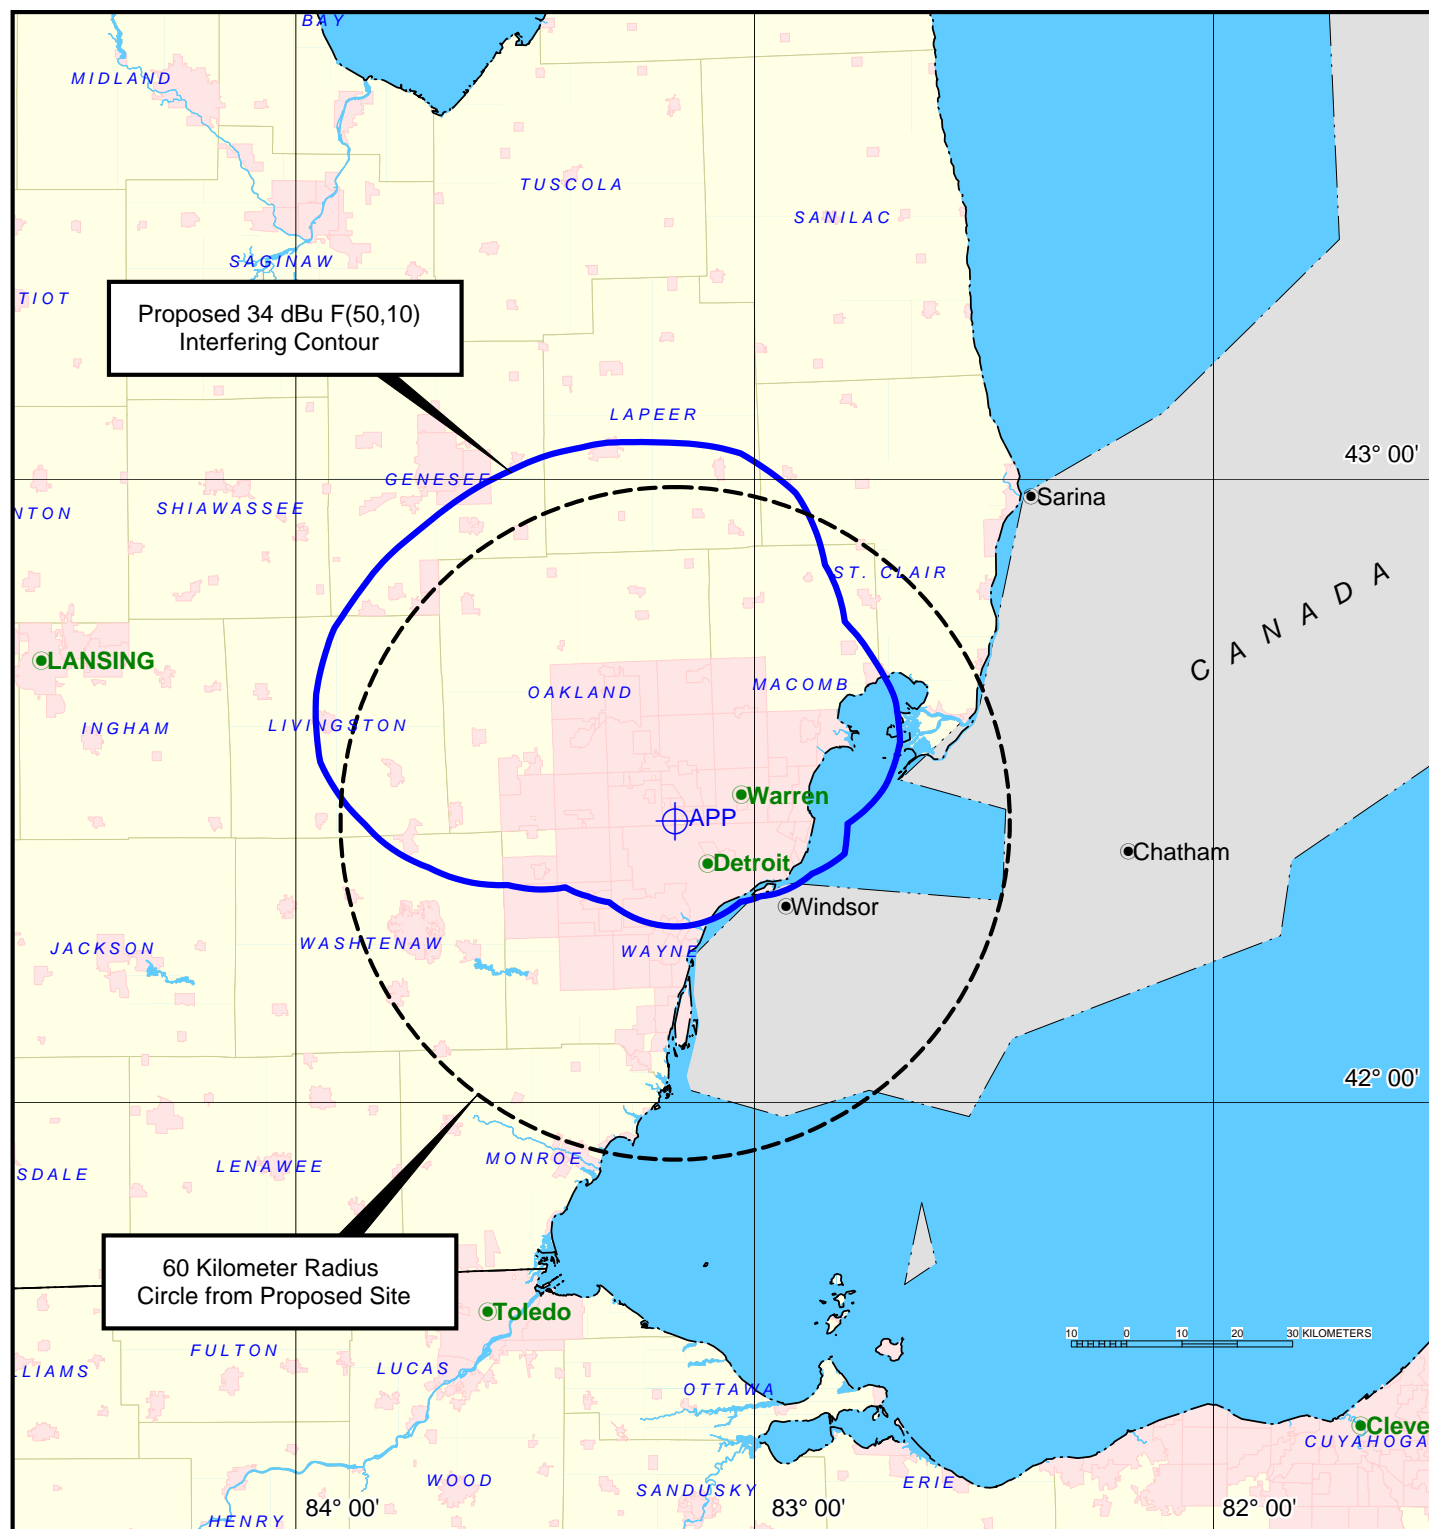 BAY
MIDLAND
TUSCOLA
SANILAC
SAGINAW
TIOT
Proposed 34 dBu F(50,10)
Interfering Contour
LAPEER
43° 00'
GENESEE
Sarina
SHIAWASSEE
NTON
ST. CLAIR
CANADA
LANSING
OAKLAND
MACOMB
INGHAM
LIVINGSTON
Warren
APP
Detroit
Chatham
Windsor
JACKSON
WASHTENAW
WAYNE
42° 00'
SDALE
LENAWEE
MONROE
60 Kilometer Radius
Circle from Proposed Site
Toledo
10 0 10 20 30 KILOMETERS
FULTON
LLIAMS
LUCAS
OTTAWA
Cleve
CUYAHOGA
WOOD
SANDUSKY
ERIE
84° 00'
83° 00'
82° 00'
HENRY